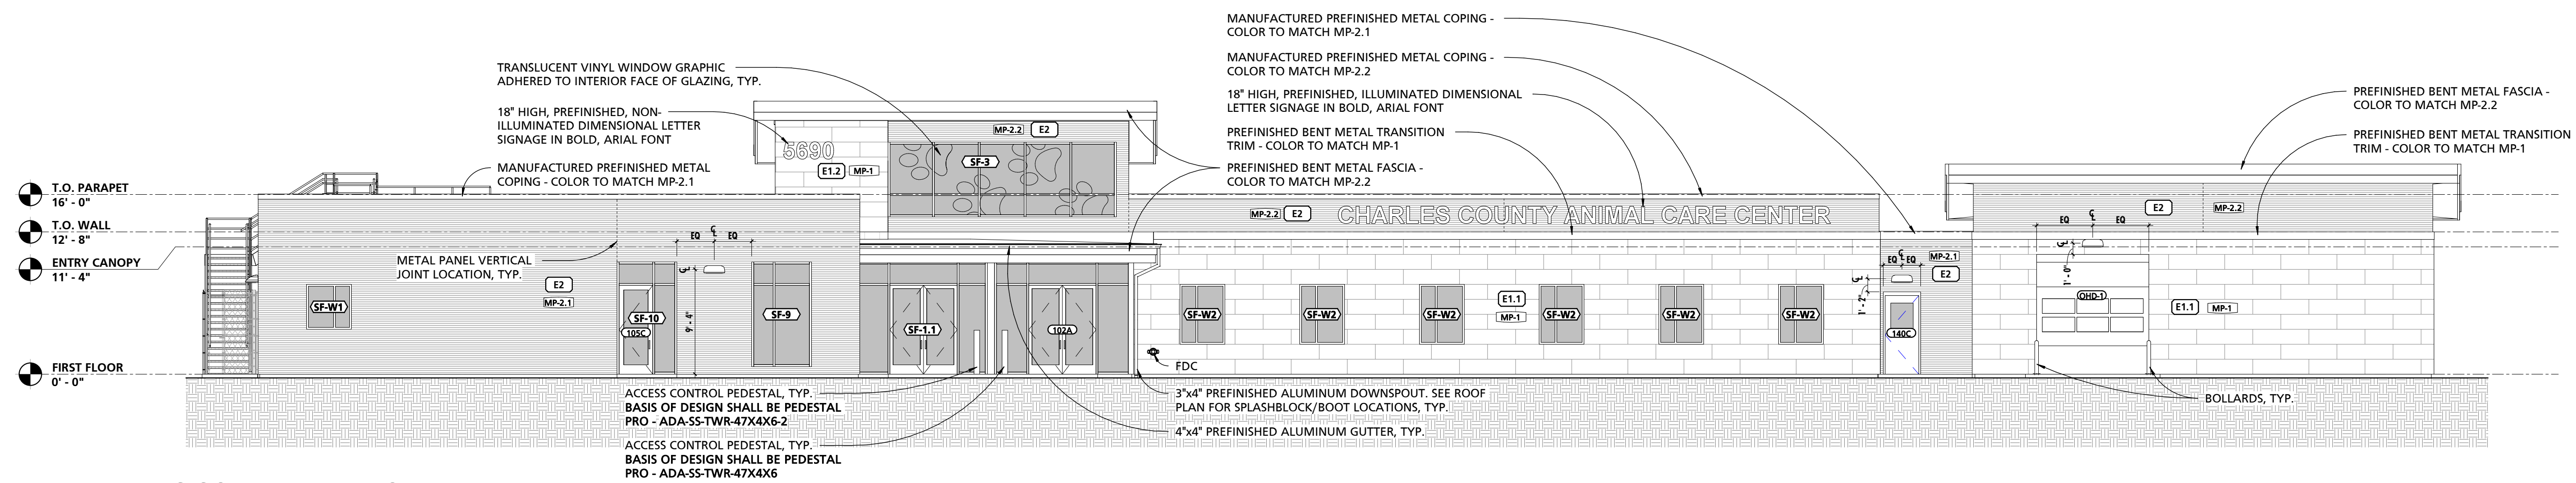 MANUFACTURED PREFINISHED METAL COPING -
COLOR TO MATCH MP-2.1
MANUFACTURED PREFINISHED METAL COPING -
COLOR TO MATCH MP-2.2
18" HIGH, PREFINISHED, ILLUMINATED DIMENSIONAL
LETTER SIGNAGE IN BOLD, ARIAL FONT
PREFINISHED BENT METAL TRANSITION
TRIM - COLOR TO MATCH MP-1
PREFINISHED BENT METAL FASCIA -
COLOR TO MATCH MP-2.2
TRANSLUCENT VINYL WINDOW GRAPHIC
ADHERED TO INTERIOR FACE OF GLAZING, TYP.
18" HIGH, PREFINISHED, NON-
ILLUMINATED DIMENSIONAL LETTER
SIGNAGE IN BOLD, ARIAL FONT
MANUFACTURED PREFINISHED METAL
COPING - COLOR TO MATCH MP-2.1
PREFINISHED BENT METAL FASCIA -
COLOR TO MATCH MP-2.2
PREFINISHED BENT METAL TRANSITION
TRIM - COLOR TO MATCH MP-1
T.O. PARAPET
16' - 0"
T.O. WALL
12' - 8"
ENTRY CANOPY
11' - 4"
FIRST FLOOR
0' - 0"
MP-2.2 E2
5690
SF-3
E1.2 MP-1
MP-2.2 E2
CHARLES COUNTY ANIMAL CARE CENTER
E2 MP-2.2
EQ EQ
EQ EQ
EQ EQ
METAL PANEL VERTICAL
JOINT LOCATION, TYP.
MP-2.1
E2
E2
MP-2.1
1' - 0"
1' - 2"
9' - 4"
SF-W1
SF-10
105C
SF-9
SF-1.1
102A
SF-W2
SF-W2
SF-W2
E1.1
MP-1
SF-W2
SF-W2
SF-W2
140C
OHD-1
E1.1 MP-1
FDC
ACCESS CONTROL PEDESTAL, TYP.
BASIS OF DESIGN SHALL BE PEDESTAL
PRO - ADA-SS-TWR-47X4X6-2
ACCESS CONTROL PEDESTAL, TYP.
BASIS OF DESIGN SHALL BE PEDESTAL
PRO - ADA-SS-TWR-47X4X6
3"x4" PREFINISHED ALUMINUM DOWNSPOUT. SEE ROOF
PLAN FOR SPLASHBLOCK/BOOT LOCATIONS, TYP.
4"x4" PREFINISHED ALUMINUM GUTTER, TYP.
BOLLARDS, TYP.